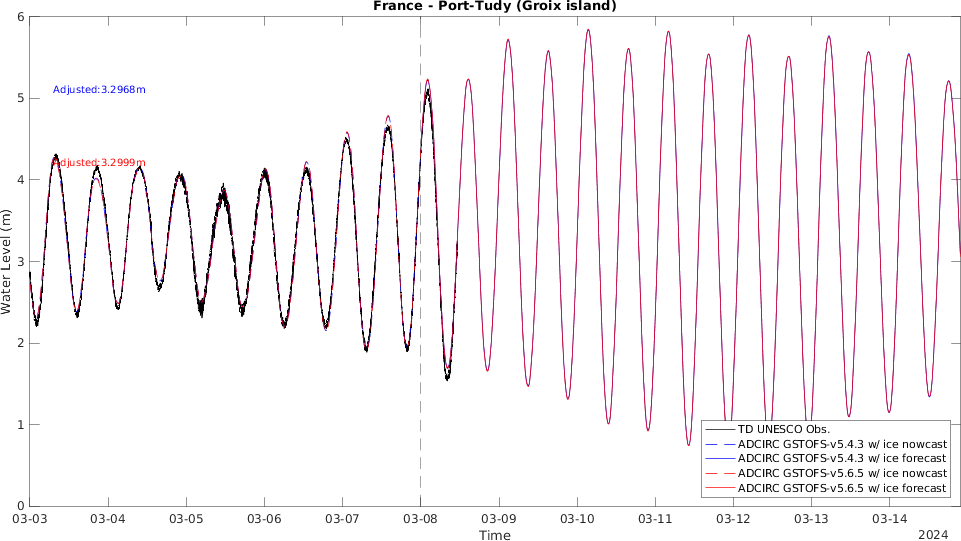 France - Port-Tudy (Groix island)
6
5
4
3
2
1
0
Water Level (m)
Adjusted:3.2968m
Adjusted:3.2999m
TD UNESCO Obs.
ADCIRC GSTOFS-v5.4.3 w/ ice nowcast
ADCIRC GSTOFS-v5.4.3 w/ ice forecast
ADCIRC GSTOFS-v5.6.5 w/ ice nowcast
ADCIRC GSTOFS-v5.6.5 w/ ice forecast
03-03 03-04 03-05 03-06 03-07 03-08 03-09 03-10 03-11 03-12 03-13 03-14
Time
2024